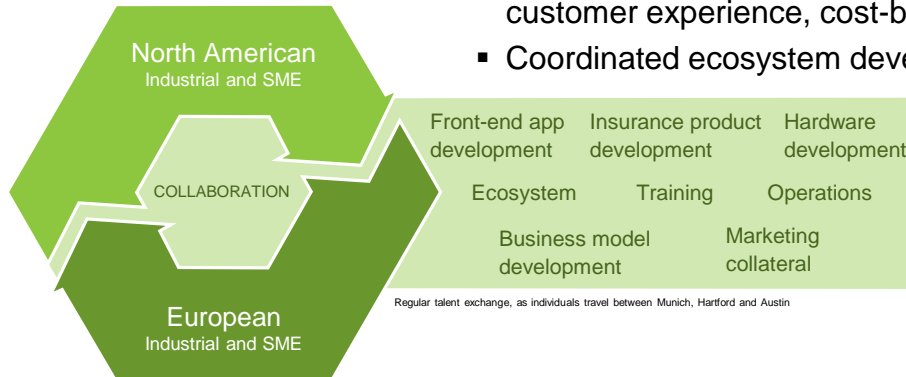 customer experience, cost-b
▪ Coordinated ecosystem deve
North American
Industrial and SME
COLLABORATION
European
Industrial and SME
Front-end app
development
Insurance product
development
Hardware
development
Ecosystem
Training
Operations
Business model
development
Marketing
collateral
Regular talent exchange, as individuals travel between Munich, Hartford and Austin